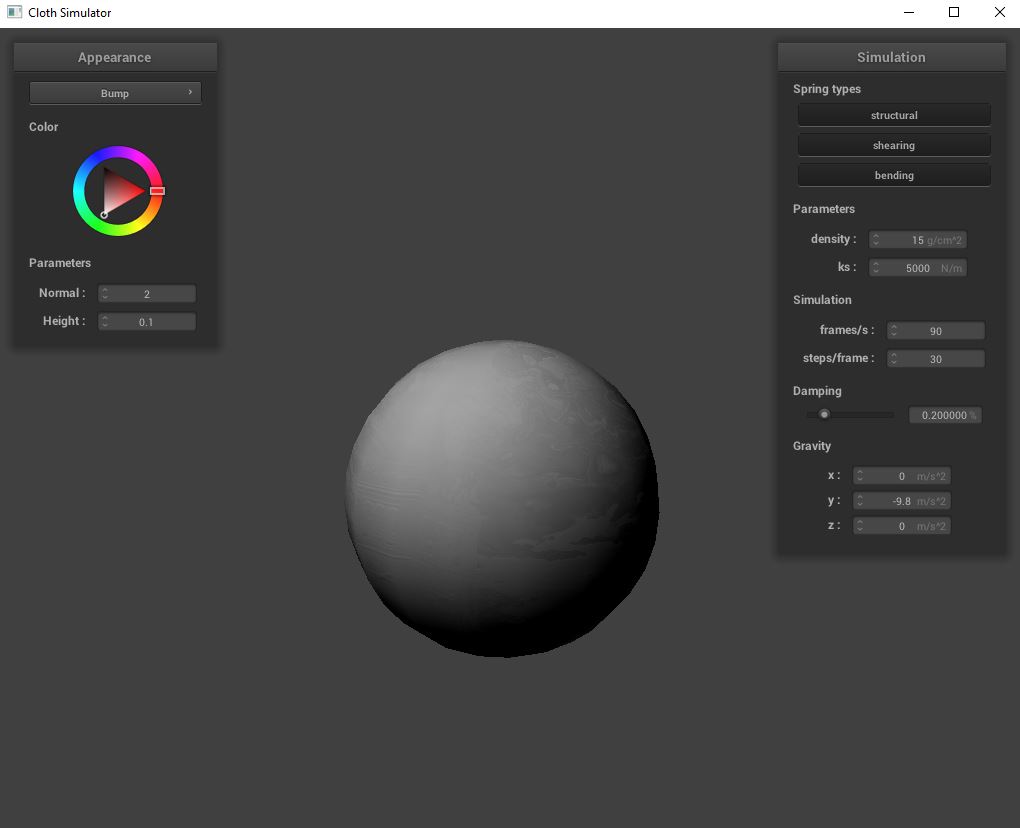 Cloth Simulator
Appearance
Bump
Color
Parameters
Normal : 2
Height : 0.1
Simulation
Spring types
structural
shearing
bending
Parameters
density : 15 g/cm^2
ks : 5000 N/m
Simulation
frames/s : 90
steps/frame : 30
Damping
0.200000 %
Gravity
x : 0 m/s^2
y : -9.8 m/s^2
z : 0 m/s^2